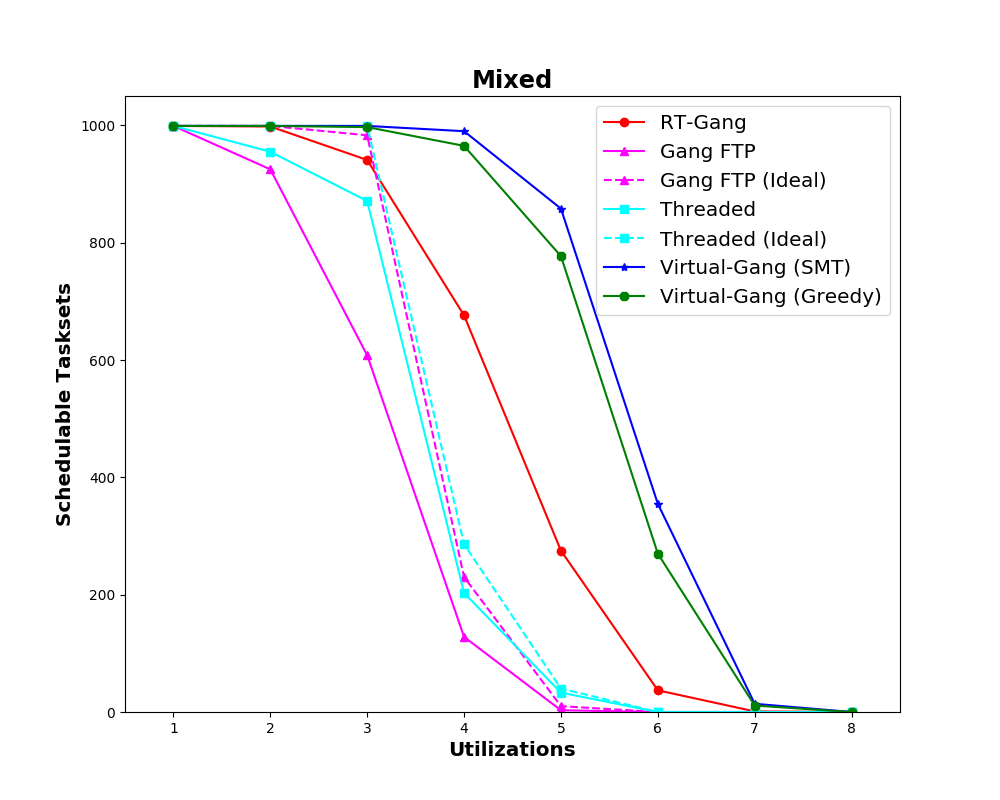 Mixed
1000
800
600
400
200
0
Schedulable Tasksets
RT-Gang
Gang FTP
Gang FTP (Ideal)
Threaded
Threaded (Ideal)
Virtual-Gang (SMT)
Virtual-Gang (Greedy)
1 2 3 4 5 6 7 8
Utilizations